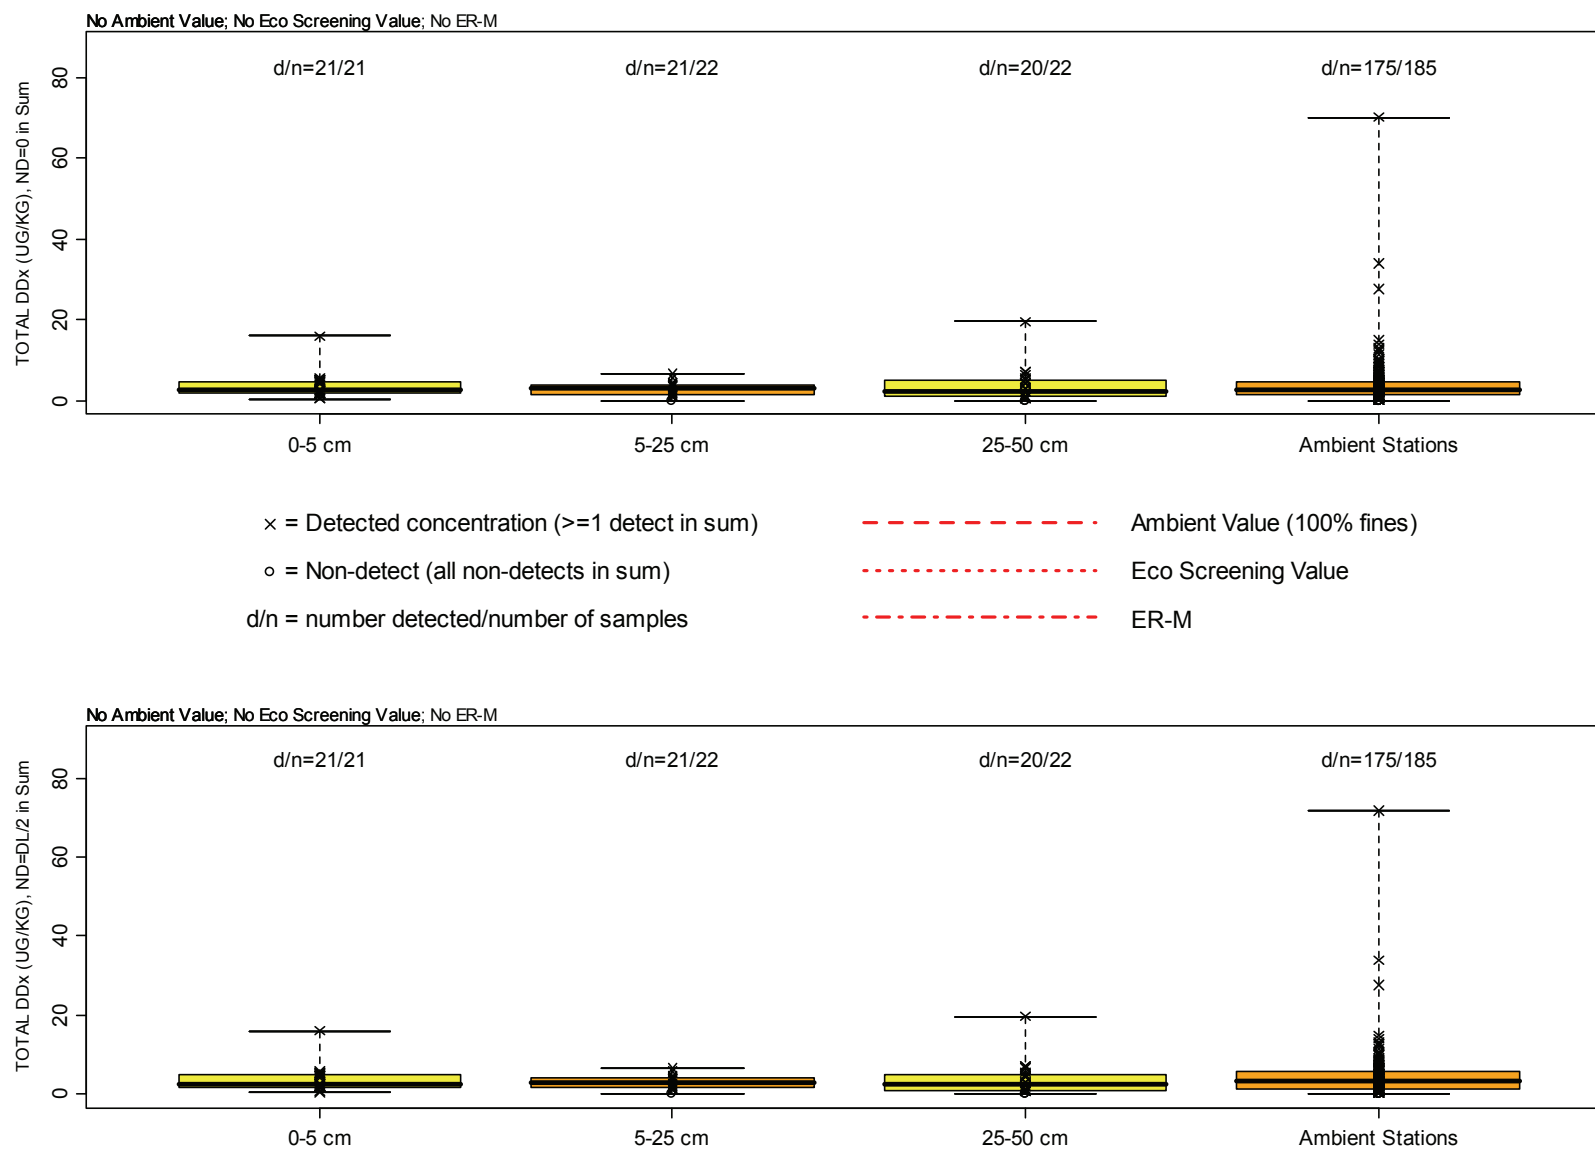 No Ambient Value; No Eco Screening Value; No ER-M
d/n=21/21 d/n=21/22 d/n=20/22 d/n=175/185
TOTAL DDx (UG/KG), ND=0 in Sum
80
60
40
20
0
0-5 cm 5-25 cm 25-50 cm Ambient Stations
× = Detected concentration (>=1 detect in sum)
Ambient Value (100% fines)
o = Non-detect (all non-detects in sum)
Eco Screening Value
d/n = number detected/number of samples
ER-M
No Ambient Value; No Eco Screening Value; No ER-M
d/n=21/21 d/n=21/22 d/n=20/22 d/n=175/185
TOTAL DDx (UG/KG), ND=DL/2 in Sum
80
60
40
20
0
0-5 cm 5-25 cm 25-50 cm Ambient Stations